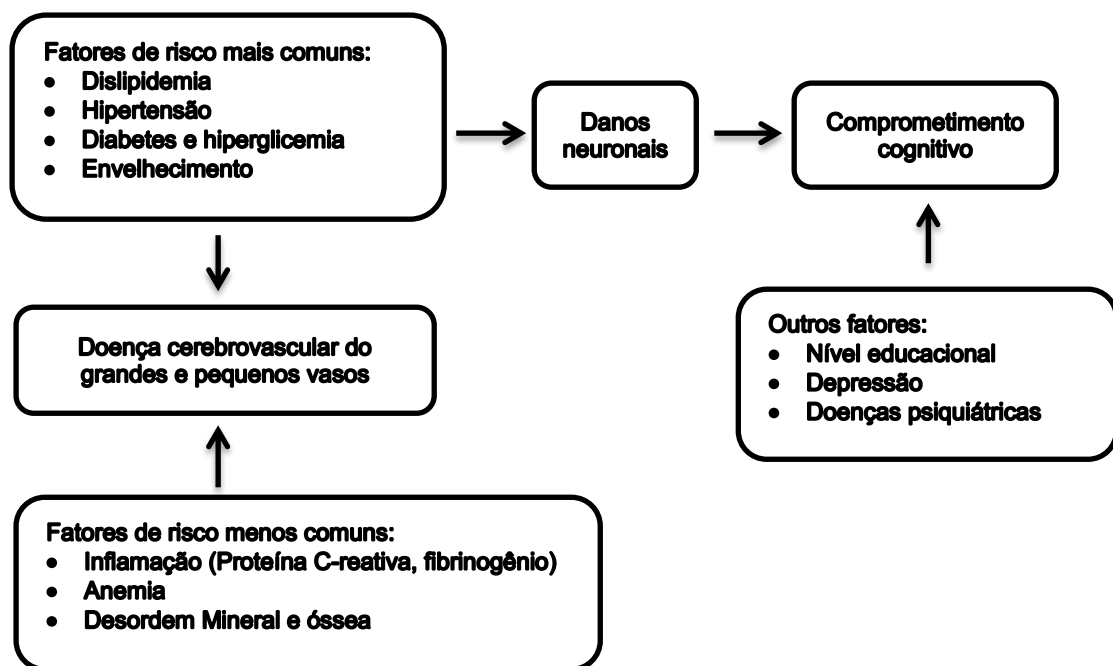 Fatores de risco mais comuns:
• Dislipidemia
• Hipertensão
• Diabetes e hiperglicemia
• Envelhecimento
Danos
neuronais
Comprometimento
cognitivo
Doença cerebrovascular do
grandes e pequenos vasos
Outros fatores:
• Nível educacional
• Depressão
• Doenças psiquiátricas
Fatores de risco menos comuns:
• Inflamação (Proteína C-reativa, fibrinogênio)
• Anemia
• Desordem Mineral e óssea